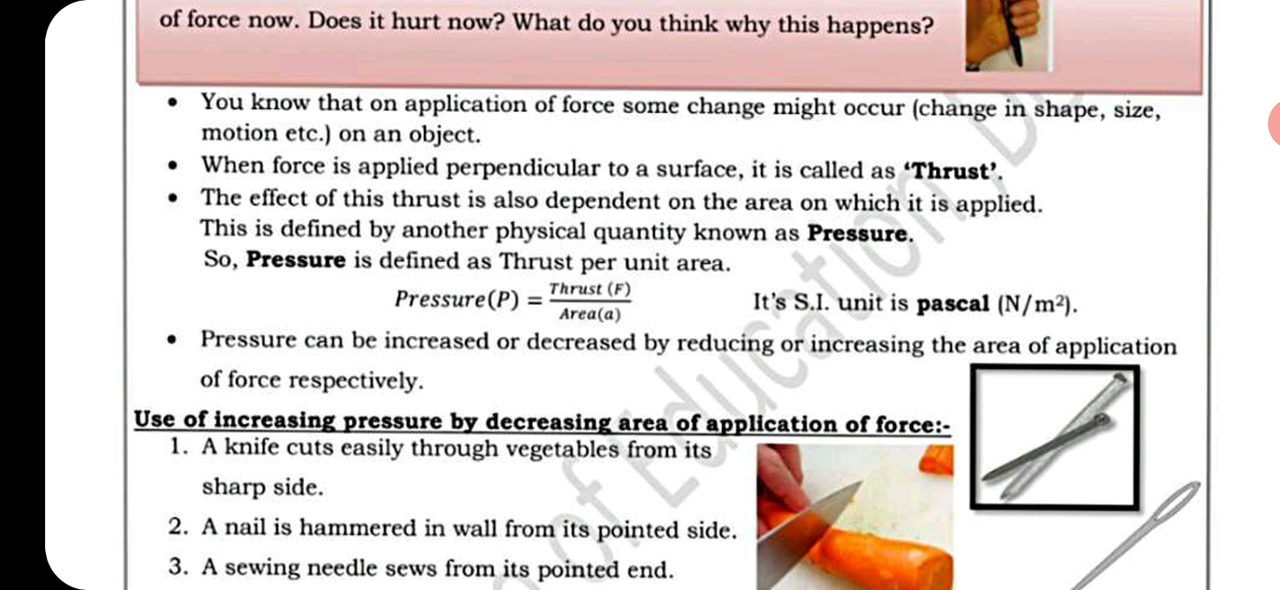 of force now. Does it hurt now? What do you think why this happens?
• You know that on application of force some change might occur (change in shape, size,
motion etc.) on an object.
• When force is applied perpendicular to a surface, it is called as ‘Thrust’.
• The effect of this thrust is also dependent on the area on which it is applied.
This is defined by another physical quantity known as Pressure.
So, Pressure is defined as Thrust per unit area.
Pressure(P) = Thrust (F) / Area(a) It’s S.I. unit is pascal (N/m²).
• Pressure can be increased or decreased by reducing or increasing the area of application
of force respectively.
Use of increasing pressure by decreasing area of application of force:-
1. A knife cuts easily through vegetables from its
sharp side.
2. A nail is hammered in wall from its pointed side.
3. A sewing needle sews from its pointed end.
of Education